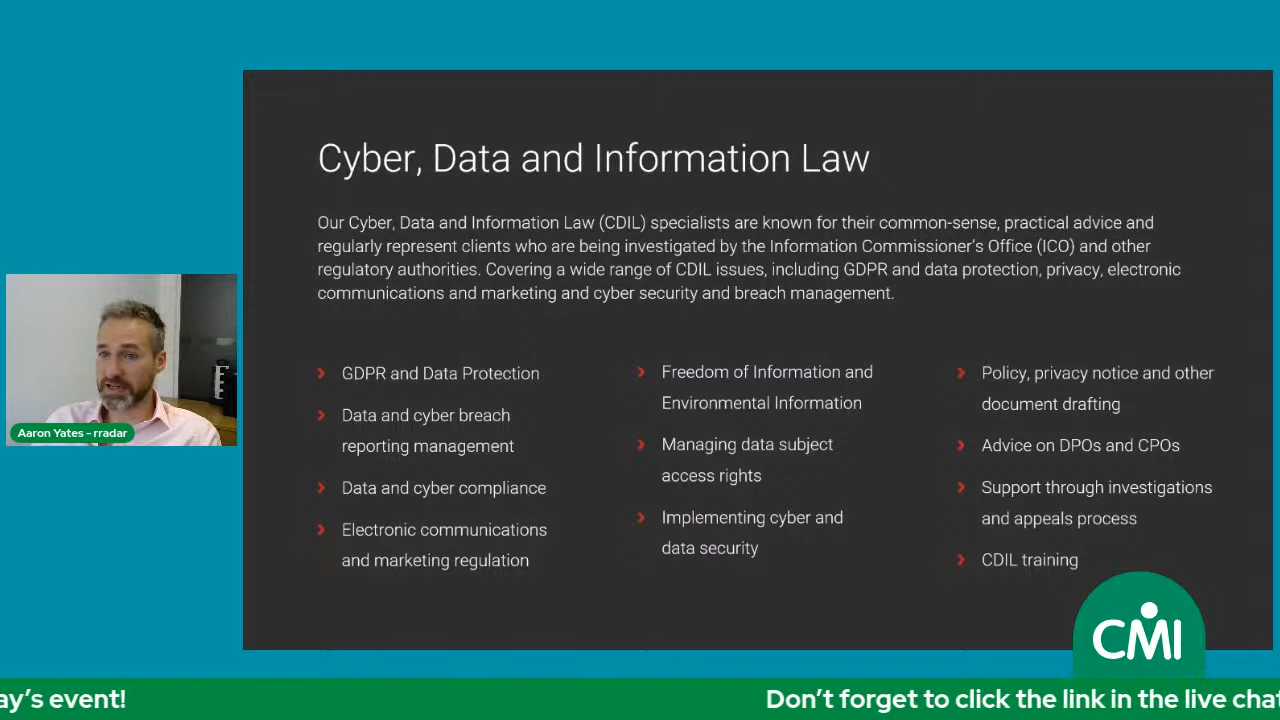 Cyber, Data and Information Law
Our Cyber, Data and Information Law (CDIL) specialists are known for their common-sense, practical advice and
regularly represent clients who are being investigated by the Information Commissioner's Office (ICO) and other
regulatory authorities. Covering a wide range of CDIL issues, including GDPR and data protection, privacy, electronic
communications and marketing and cyber security and breach management.
GDPR and Data Protection
Data and cyber breach
reporting management
Data and cyber compliance
Electronic communications
and marketing regulation
Freedom of Information and
Environmental Information
Managing data subject
access rights
Implementing cyber and
data security
Policy, privacy notice and other
document drafting
Advice on DPOs and CPOs
Support through investigations
and appeals process
CDIL training
Aaron Yates - rradar
CMI
ay's event!
Don't forget to click the link in the live chat